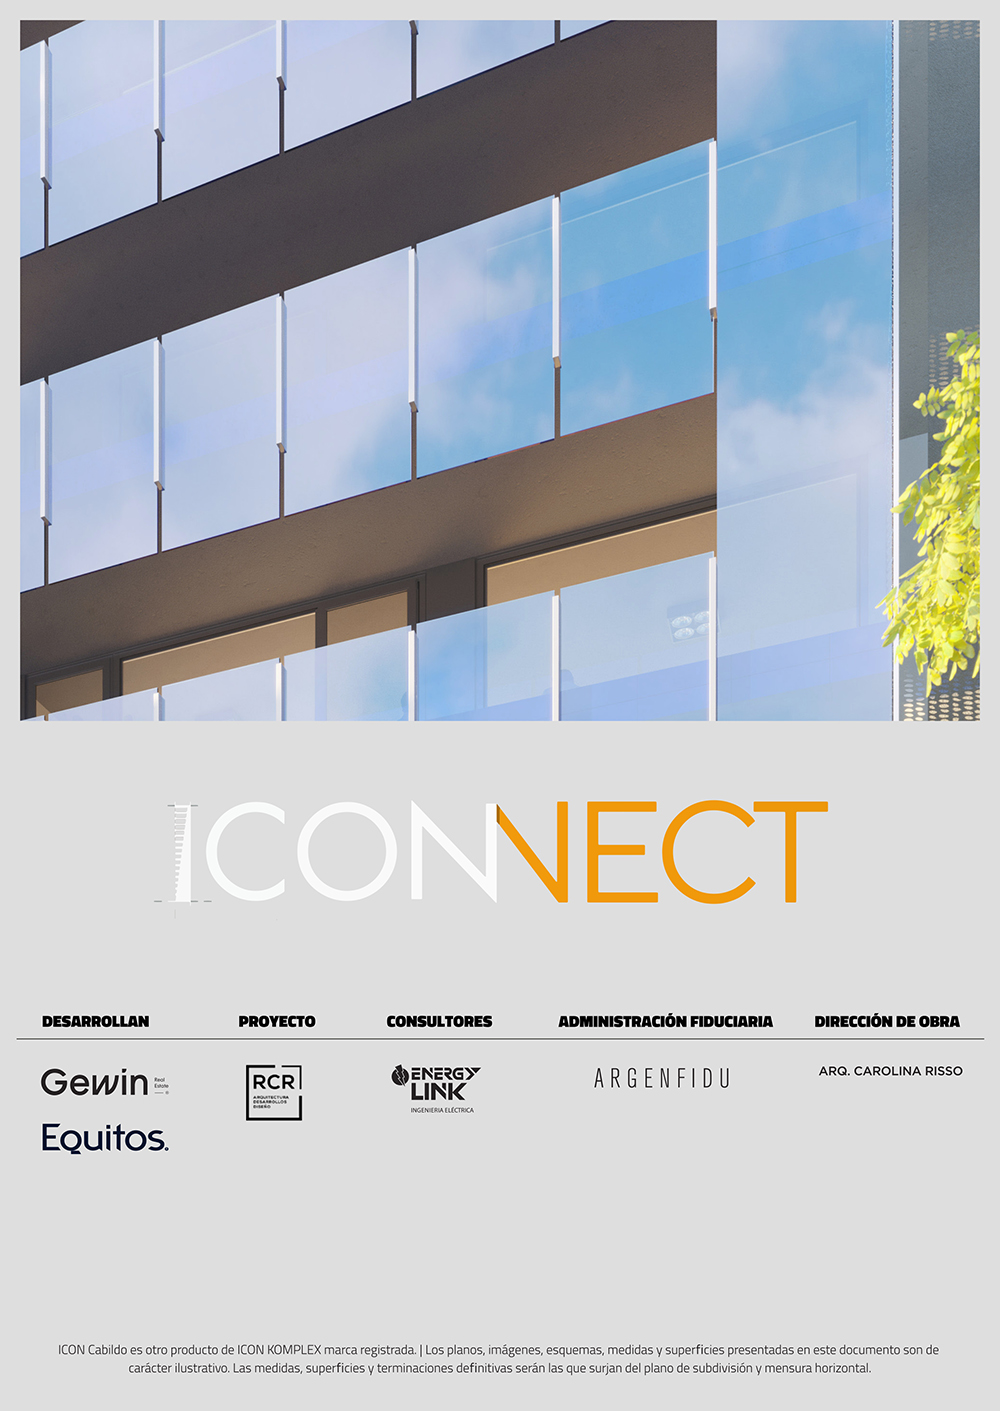 ICONNECT
DESARROLLAN
PROYECTO
CONSULTORES
ADMINISTRACIÓN FIDUCIARIA
DIRECCIÓN DE OBRA
Gewin
Real
Estate
®
Equitos.
RCR
ARQUITECTURA
DESARROLLOS
DISEÑO
ENERGY
LINK
INGENIERIA ELÉCTRICA
ARGENFIDU
ARQ. CAROLINA RISSO
ICON Cabildo es otro producto de ICON KOMPLEX marca registrada. | Los planos, imágenes, esquemas, medidas y superficies presentadas en este documento son de
carácter ilustrativo. Las medidas, superficies y terminaciones definitivas serán las que surjan del plano de subdivisión y mensura horizontal.